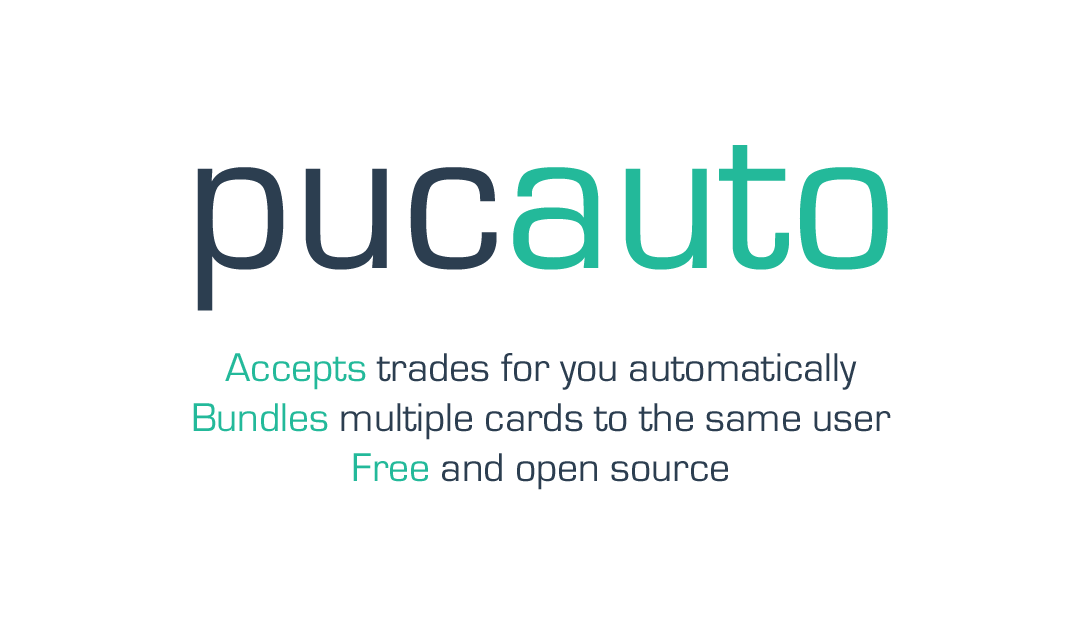 pucauto
Accepts trades for you automatically
Bundles multiple cards to the same user
Free and open source